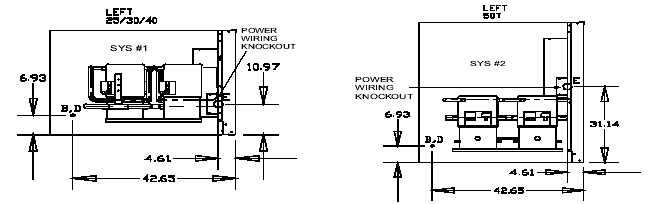 LEFT
25/30/40
POWER
WIRING
KNOCKOUT
SYS #1
10.97
6.93
B,D
4.61
42.65
LEFT
50T
SYS #2
POWER
WIRING
KNOCKOUT
E
6.93
31.14
B,D
4.61
42.65